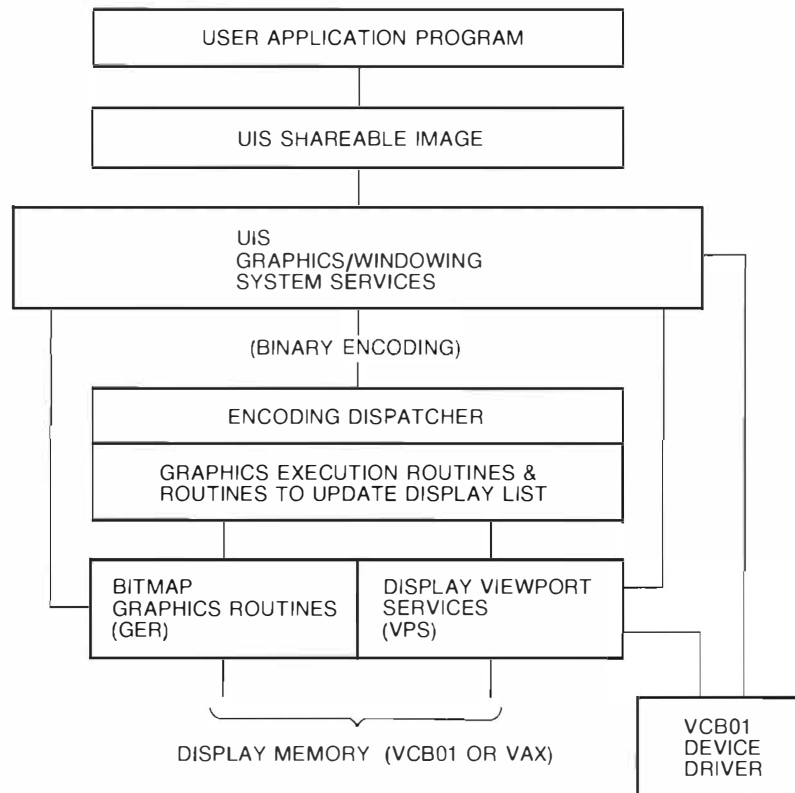 USER APPLICATION PROGRAM
UIS SHAREABLE IMAGE
UIS
GRAPHICS/WINDOWING
SYSTEM SERVICES
(BINARY ENCODING)
ENCODING DISPATCHER
GRAPHICS EXECUTION ROUTINES &
ROUTINES TO UPDATE DISPLAY LIST
BITMAP
GRAPHICS ROUTINES
(GER)
DISPLAY VIEWPORT
SERVICES
(VPS)
DISPLAY MEMORY (VCB01 OR VAX)
VCB01
DEVICE
DRIVER